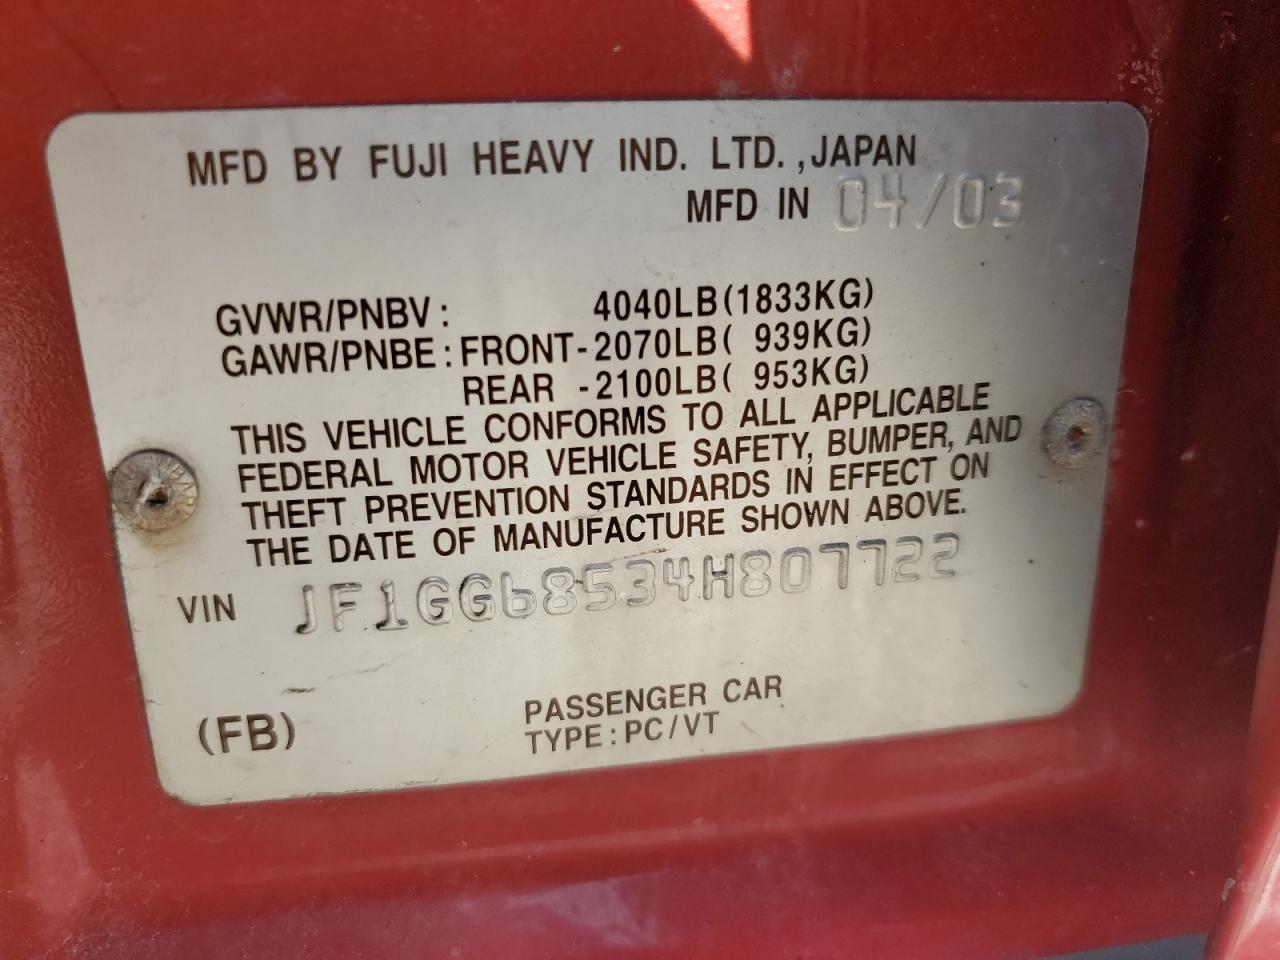 MFD BY FUJI HEAVY IND. LTD.,JAPAN
MFD IN 04/03
GVWR/PNBV: 4040LB(1833KG)
GAWR/PNBE:FRONT-2070LB( 939KG)
REAR -2100LB( 953KG)
THIS VEHICLE CONFORMS TO ALL APPLICABLE
FEDERAL MOTOR VEHICLE SAFETY, BUMPER, AND
THEFT PREVENTION STANDARDS IN EFFECT ON
THE DATE OF MANUFACTURE SHOWN ABOVE.
VIN JF1GG68534H807722
(FB)
PASSENGER CAR
TYPE:PC/VT